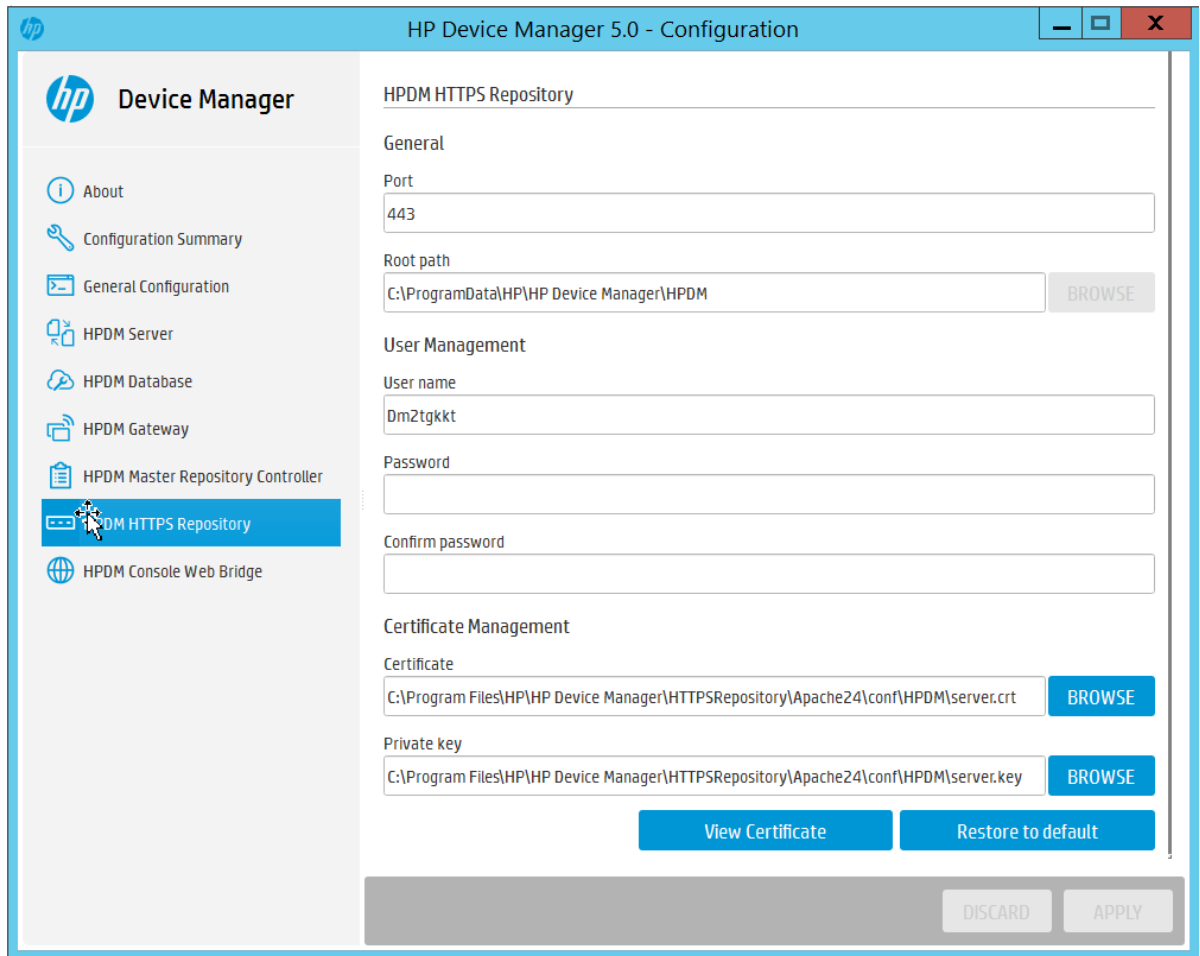 HP Device Manager 5.0 - Configuration
hp
Device Manager
About
Configuration Summary
General Configuration
HPDM Server
HPDM Database
HPDM Gateway
HPDM Master Repository Controller
HPDM HTTPS Repository
HPDM Console Web Bridge
HPDM HTTPS Repository
General
Port
443
Root path
C:\ProgramData\HP\HP Device Manager\HPDM
BROWSE
User Management
User name
Dm2tgkkt
Password
Confirm password
Certificate Management
Certificate
C:\Program Files\HP\HP Device Manager\HTTPSRepository\Apache24\conf\HPDM\server.crt
BROWSE
Private key
C:\Program Files\HP\HP Device Manager\HTTPSRepository\Apache24\conf\HPDM\server.key
BROWSE
View Certificate
Restore to default
DISCARD
APPLY